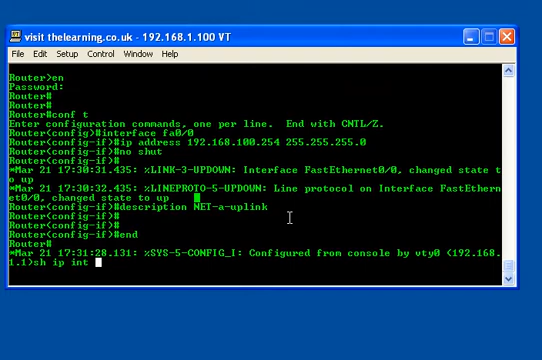 visit thelearning.co.uk - 192.168.1.100 VT
File Edit Setup Control Window Help
Router>en
Password:
Router#
Router#
Router#conf t
Enter configuration commands, one per line.  End with CNTL/Z.
Router(config)#interface fa0/0
Router(config-if)#ip address 192.168.100.254 255.255.255.0
Router(config-if)#no shut
Router(config-if)#
*Mar 21 17:30:31.435: %LINK-3-UPDOWN: Interface FastEthernet0/0, changed state t
o up
*Mar 21 17:30:32.435: %LINEPROTO-5-UPDOWN: Line protocol on Interface FastEthern
et0/0, changed state to up
Router(config-if)#description NET-a-uplink
Router(config-if)#
Router(config-if)#
Router(config-if)#end
Router#
*Mar 21 17:31:28.131: %SYS-5-CONFIG_I: Configured from console by vty0 (192.168.
1.1)sh ip int